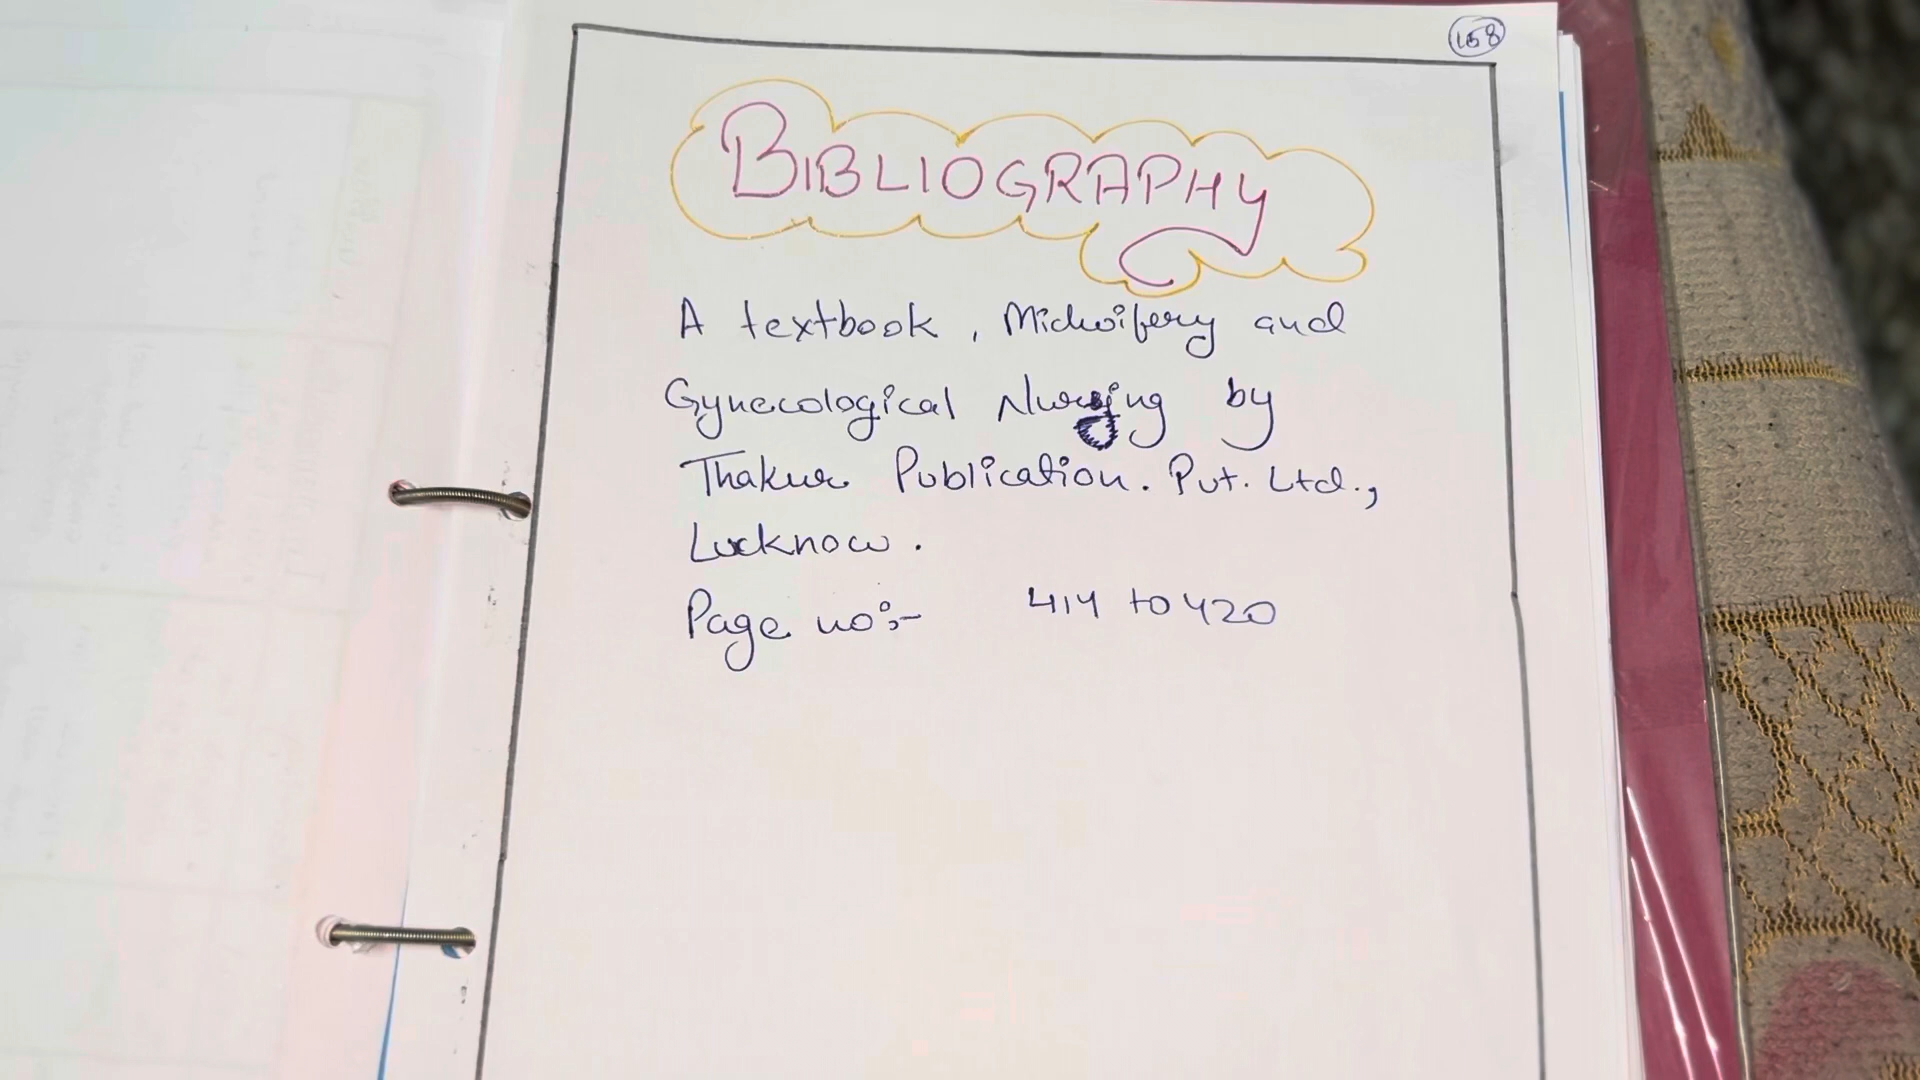 158
BIBLIOGRAPHY
A textbook, Midwifery and
Gynecological Nursing by
Thakur Publication. Pvt. Ltd.,
Lucknow.
Page no:- 414 to 420